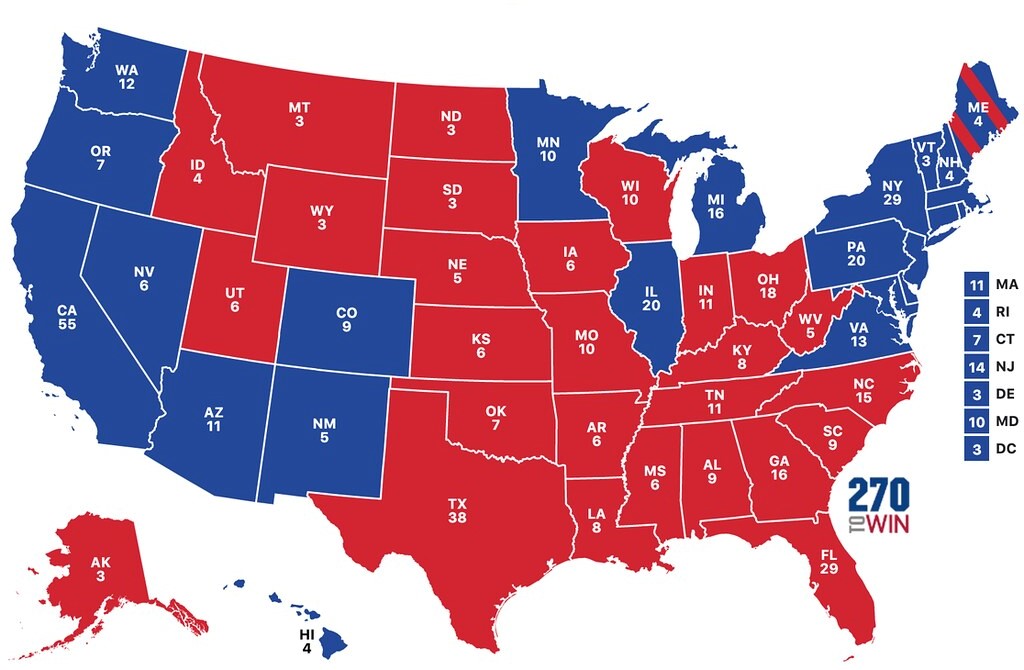 WA
12
OR
7
CA
55
NV
6
ID
4
MT
3
WY
3
UT
6
AZ
11
CO
9
NM
5
ND
3
SD
3
NE
5
KS
6
OK
7
TX
38
MN
10
IA
6
MO
10
AR
6
LA
8
WI
10
IL
20
MI
16
IN
11
OH
18
KY
8
TN
11
MS
6
AL
9
GA
16
FL
29
SC
9
NC
15
VA
13
WV
5
PA
20
NY
29
VT
3
NH
4
ME
4
11 MA
4 RI
7 CT
14 NJ
3 DE
10 MD
3 DC
AK
3
HI
4
270
TO WIN